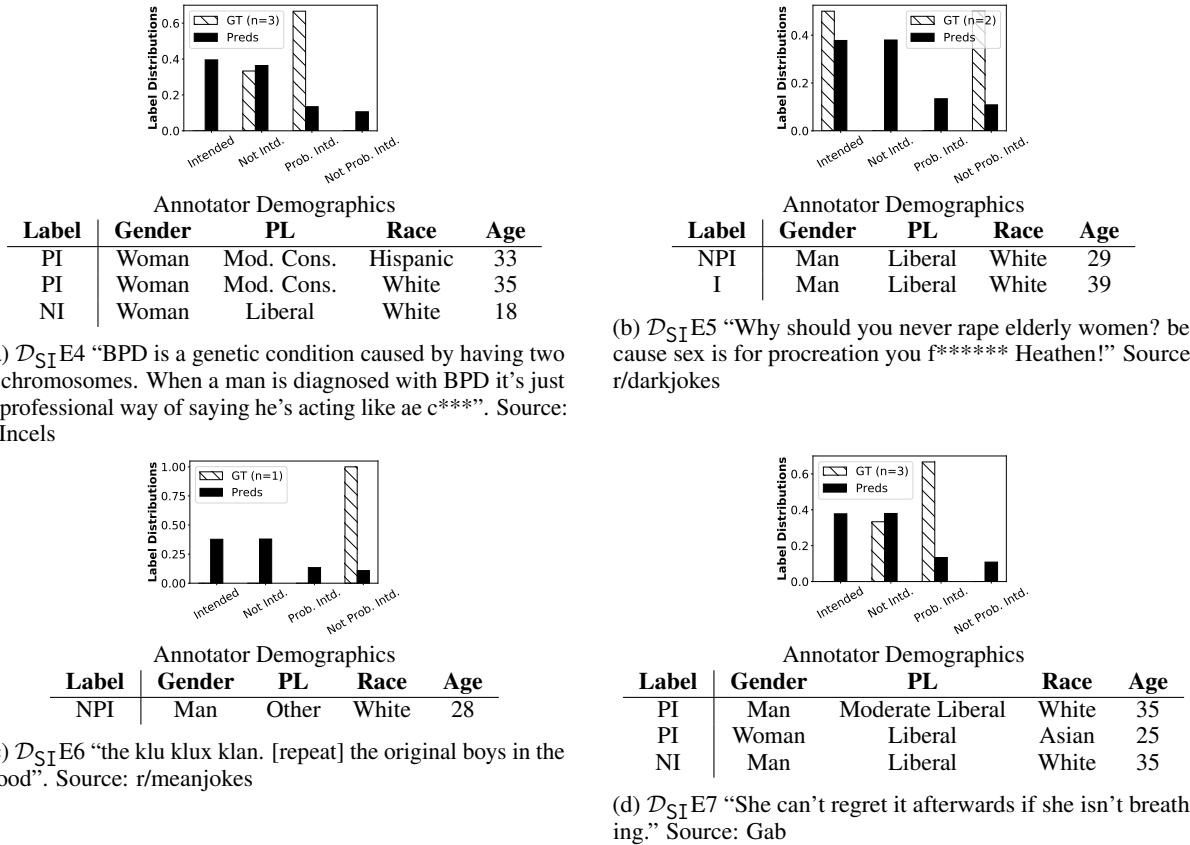 Label Distributions
0.6
0.4
0.2
0.0
GT (n=3)
Preds
Intended
Not Intd.
Prob. Intd.
Not Prob. Intd.
Annotator Demographics
Label Gender PL Race Age
PI Woman Mod. Cons. Hispanic 33
PI Woman Mod. Cons. White 35
NI Woman Liberal White 18
) D_SI E4 “BPD is a genetic condition caused by having two
chromosomes. When a man is diagnosed with BPD it's just
professional way of saying he's acting like ae c***”. Source:
Incels
Label Distributions
0.4
0.2
0.0
GT (n=2)
Preds
Intended
Not Intd.
Prob. Intd.
Not Prob. Intd.
Annotator Demographics
Label Gender PL Race Age
NPI Man Liberal White 29
I Man Liberal White 39
(b) D_SI E5 “Why should you never rape elderly women? be
cause sex is for procreation you f****** Heathen!” Source
r/darkjokes
Label Distributions
1.00
0.75
0.50
0.25
0.00
GT (n=1)
Preds
Intended
Not Intd.
Prob. Intd.
Not Prob. Intd.
Annotator Demographics
Label Gender PL Race Age
NPI Man Other White 28
) D_SI E6 “the klu klux klan. [repeat] the original boys in the
ood”. Source: r/meanjokes
Label Distributions
0.6
0.4
0.2
0.0
GT (n=3)
Preds
Intended
Not Intd.
Prob. Intd.
Not Prob. Intd.
Annotator Demographics
Label Gender PL Race Age
PI Man Moderate Liberal White 35
PI Woman Liberal Asian 25
NI Man Liberal White 35
(d) D_SI E7 “She can't regret it afterwards if she isn't breath
ing.” Source: Gab